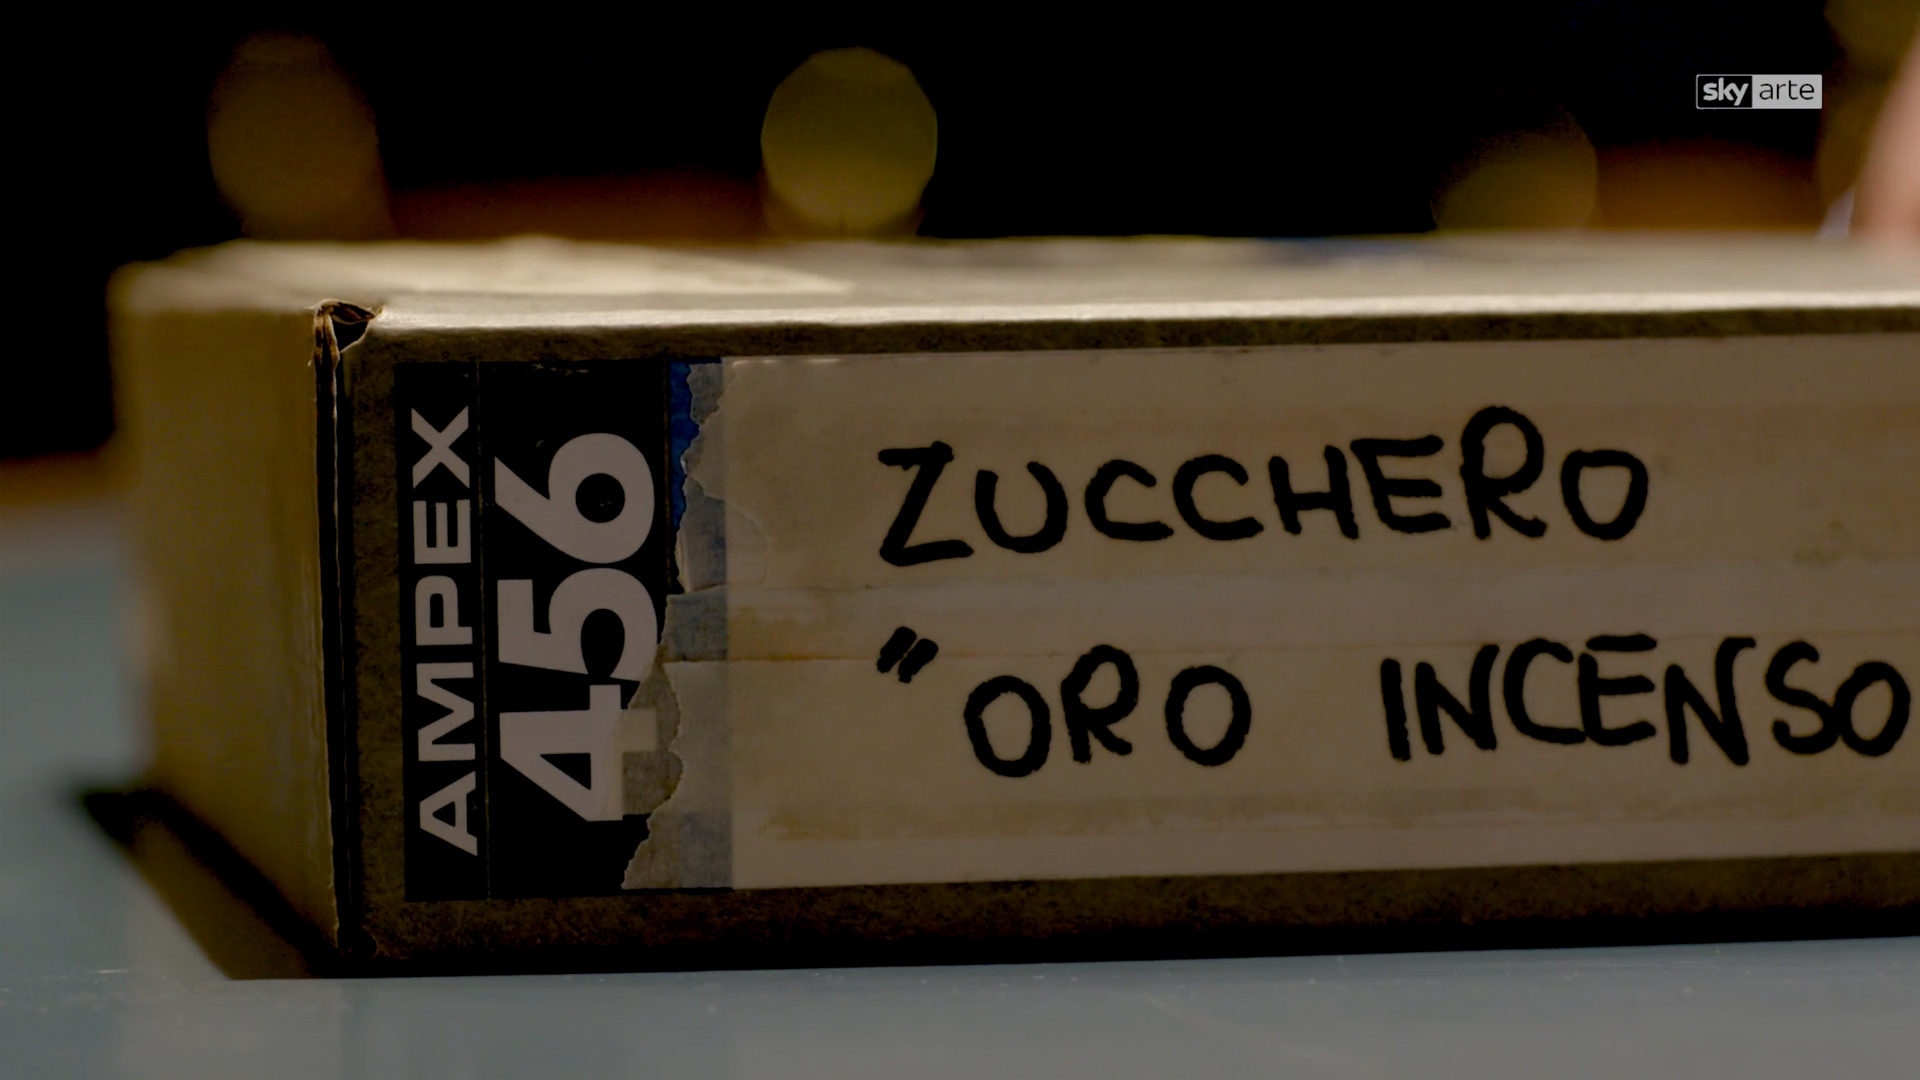 sky arte
AMPEX
456
ZUCCHERO
"ORO INCENSO